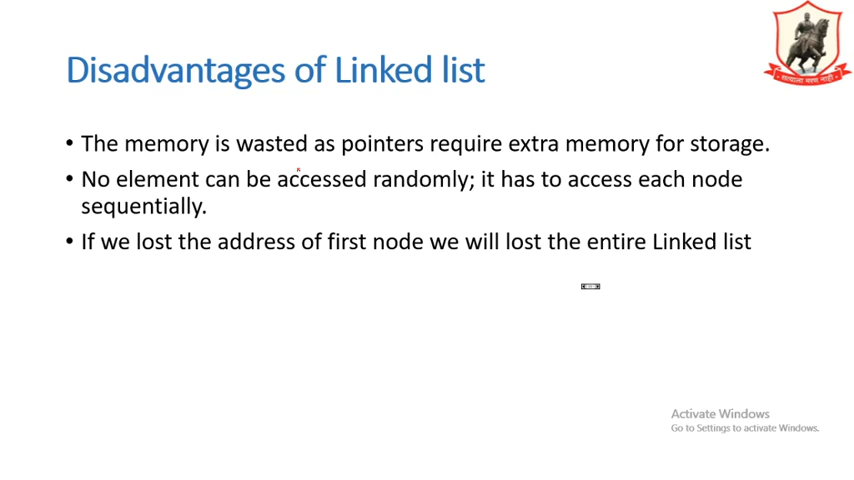 Disadvantages of Linked list
• The memory is wasted as pointers require extra memory for storage.
• No element can be accessed randomly; it has to access each node
sequentially.
• If we lost the address of first node we will lost the entire Linked list
Activate Windows
Go to Settings to activate Windows.